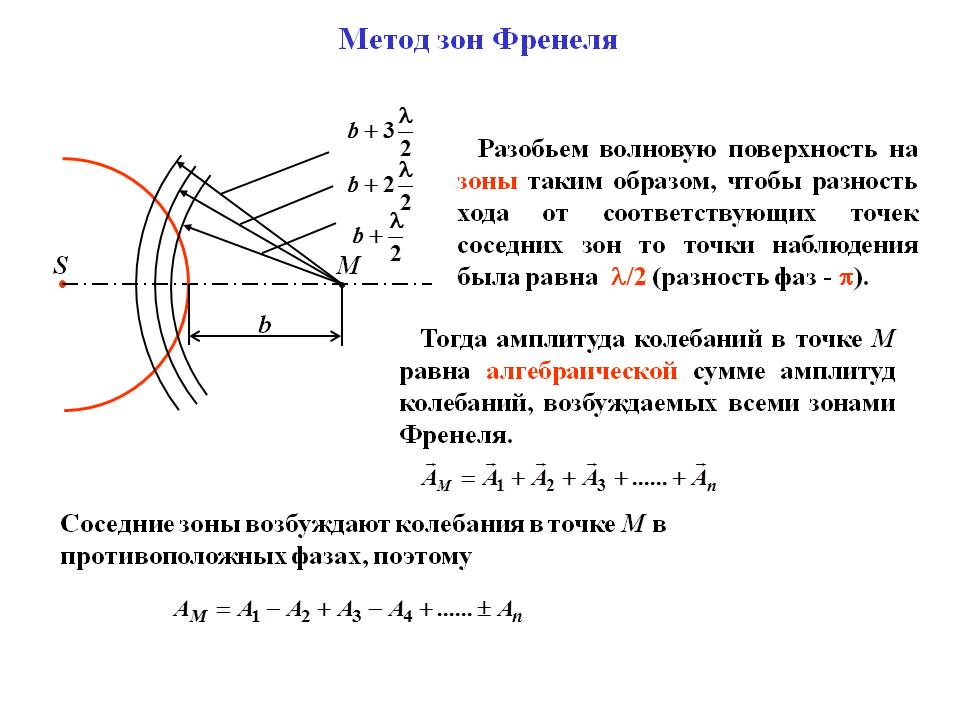 Метод зон Френеля
b + 3 λ/2
b + 2 λ/2
b + λ/2
S
M
b
Разобьем волновую поверхность на
зоны таким образом, чтобы разность
хода от соответствующих точек
соседних зон то точки наблюдения
была равна λ/2 (разность фаз - π).
Тогда амплитуда колебаний в точке M
равна алгебраической сумме амплитуд
колебаний, возбуждаемых всеми зонами
Френеля.
A⃗_M = A⃗_1 + A⃗_2 + A⃗_3 + ...... + A⃗_n
Соседние зоны возбуждают колебания в точке M в
противоположных фазах, поэтому
A_M = A_1 − A_2 + A_3 − A_4 + ...... ± A_n